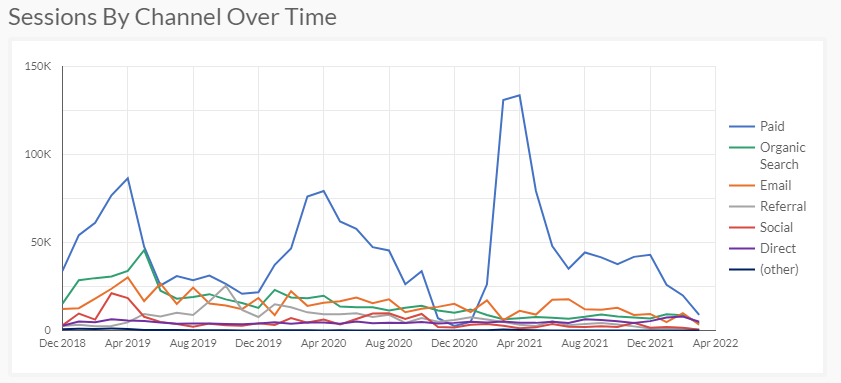 Sessions By Channel Over Time
150K
100K
50K
0
Dec 2018 Apr 2019 Aug 2019 Dec 2019 Apr 2020 Aug 2020 Dec 2020 Apr 2021 Aug 2021 Dec 2021 Apr 2022
Paid
Organic
Search
Email
Referral
Social
Direct
(other)